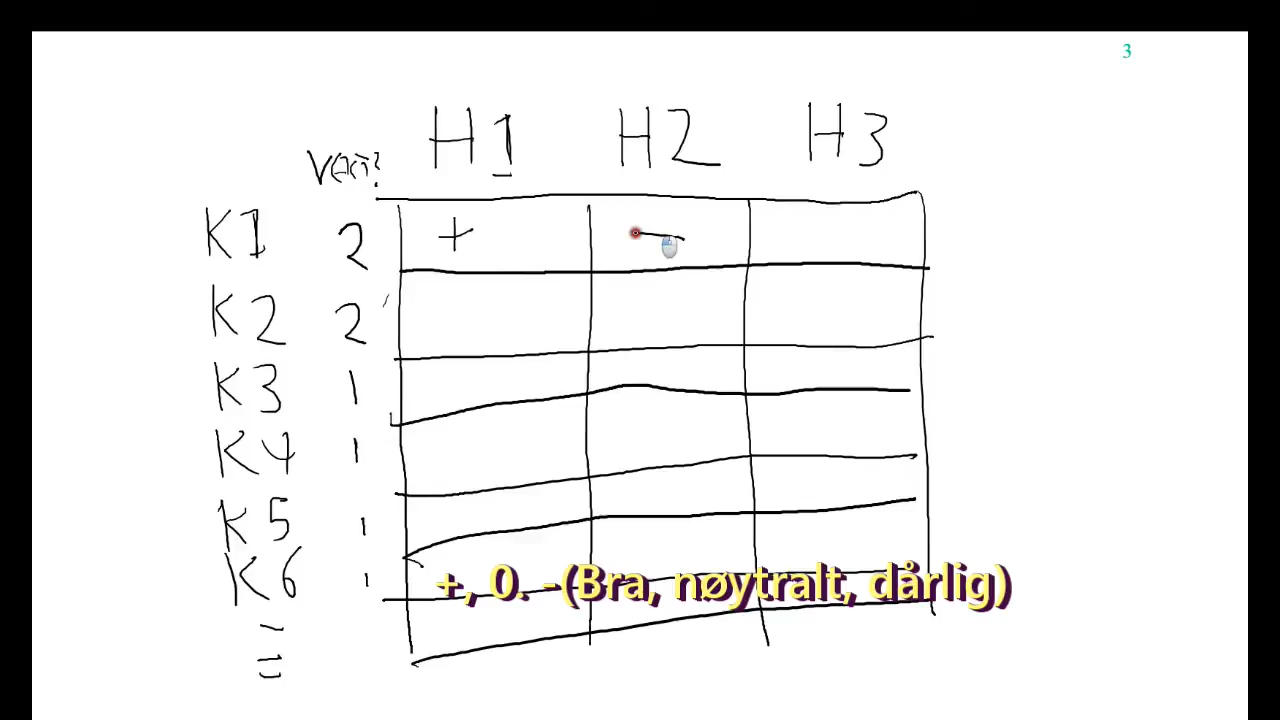 3
H1 H2 H3
K1 2 + -
K2 2
K3 1
K4 1
K5 1
K6 1
+, 0. -(Bra, nøytralt, dårlig)
=